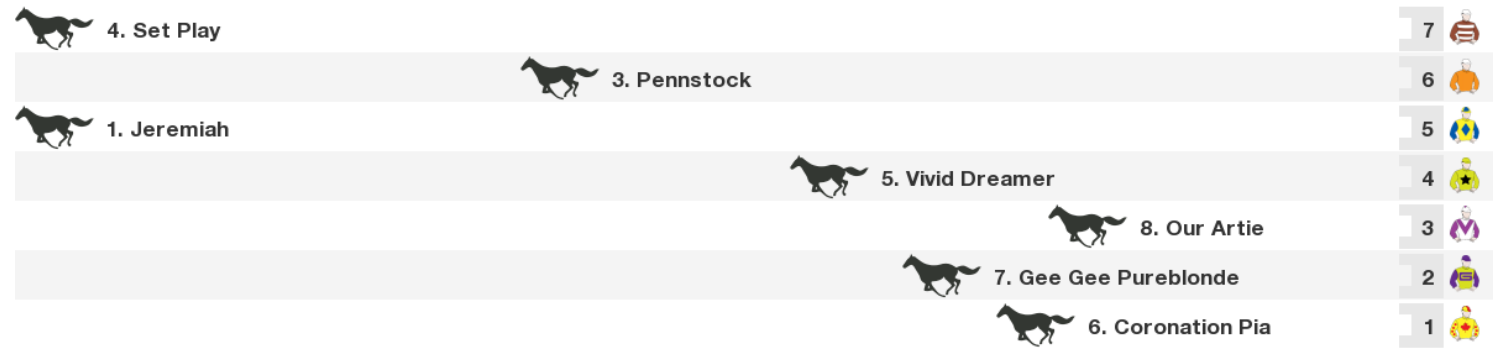 4. Set Play 7
3. Pennstock 6
1. Jeremiah 5
5. Vivid Dreamer 4
8. Our Artie 3
7. Gee Gee Pureblonde 2 G
6. Coronation Pia 1